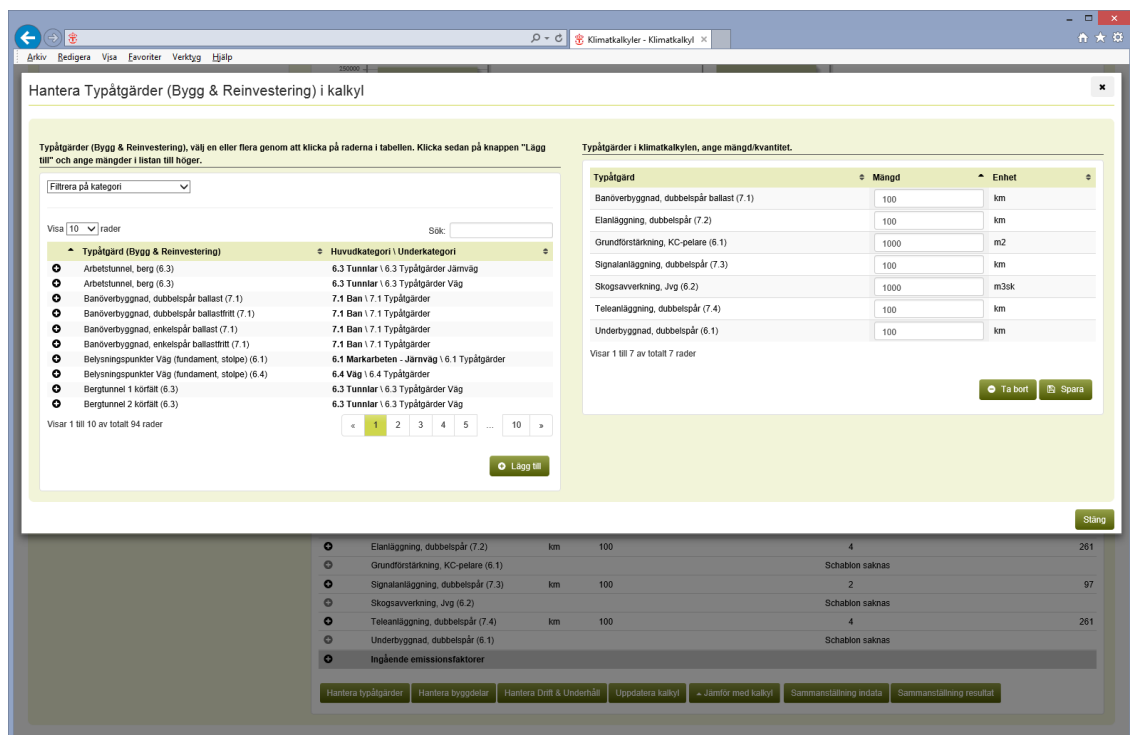 Klimatkalkyler - Klimatkalkyl
Arkiv Redigera Visa Favoriter Verktyg Hjälp
250000
Hantera Typåtgärder (Bygg & Reinvestering) i kalkyl
Typåtgärder (Bygg & Reinvestering), välj en eller flera genom att klicka på raderna i tabellen. Klicka sedan på knappen "Lägg
till" och ange mängder i listan till höger.
Filtrera på kategori
Visa 10 rader Sök:
Typåtgärd (Bygg & Reinvestering) Huvudkategori \ Underkategori
Arbetstunnel, berg (6.3) 6.3 Tunnlar \ 6.3 Typåtgärder Järnväg
Arbetstunnel, berg (6.3) 6.3 Tunnlar \ 6.3 Typåtgärder Väg
Banöverbyggnad, dubbelspår ballast (7.1) 7.1 Ban \ 7.1 Typåtgärder
Banöverbyggnad, dubbelspår ballastfritt (7.1) 7.1 Ban \ 7.1 Typåtgärder
Banöverbyggnad, enkelspår ballast (7.1) 7.1 Ban \ 7.1 Typåtgärder
Banöverbyggnad, enkelspår ballastfritt (7.1) 7.1 Ban \ 7.1 Typåtgärder
Belysningspunkter Väg (fundament, stolpe) (6.1) 6.1 Markarbeten - Järnväg \ 6.1 Typåtgärder
Belysningspunkter Väg (fundament, stolpe) (6.4) 6.4 Väg \ 6.4 Typåtgärder
Bergtunnel 1 körfält (6.3) 6.3 Tunnlar \ 6.3 Typåtgärder Väg
Bergtunnel 2 körfält (6.3) 6.3 Tunnlar \ 6.3 Typåtgärder Väg
Visar 1 till 10 av totalt 94 rader « 1 2 3 4 5 ... 10 »
Lägg till
Typåtgärder i klimatkalkylen, ange mängd/kvantitet.
Typåtgärd Mängd Enhet
Banöverbyggnad, dubbelspår ballast (7.1) 100 km
Elanläggning, dubbelspår (7.2) 100 km
Grundförstärkning, KC-pelare (6.1) 1000 m2
Signalanläggning, dubbelspår (7.3) 100 km
Skogsavverkning, Jvg (6.2) 1000 m3sk
Teleanläggning, dubbelspår (7.4) 100 km
Underbyggnad, dubbelspår (6.1) 100 km
Visar 1 till 7 av totalt 7 rader
Ta bort Spara
Stäng
Elanläggning, dubbelspår (7.2) km 100 4 261
Grundförstärkning, KC-pelare (6.1) Schablon saknas
Signalanläggning, dubbelspår (7.3) km 100 2 97
Skogsavverkning, Jvg (6.2) Schablon saknas
Teleanläggning, dubbelspår (7.4) km 100 4 261
Underbyggnad, dubbelspår (6.1) Schablon saknas
Ingående emissionsfaktorer
Hantera typåtgärder Hantera byggdelar Hantera Drift & Underhåll Uppdatera kalkyl Jämför med kalkyl Sammanställning indata Sammanställning resultat